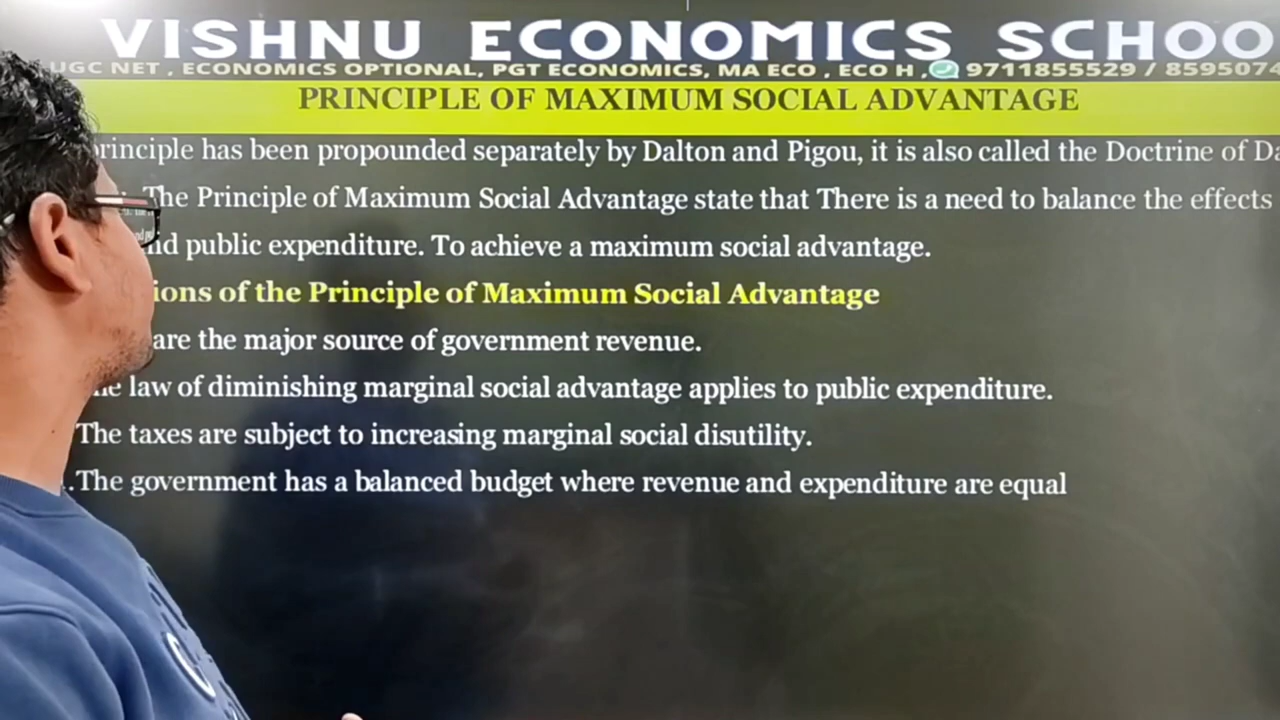 VISHNU ECONOMICS SCHOO
UGC NET , ECONOMICS OPTIONAL, PGT ECONOMICS, MA ECO , ECO H , 9711855529 / 8595074
PRINCIPLE OF MAXIMUM SOCIAL ADVANTAGE
principle has been propounded separately by Dalton and Pigou, it is also called the Doctrine of
The Principle of Maximum Social Advantage state that There is a need to balance the effects
public expenditure. To achieve a maximum social advantage.
of the Principle of Maximum Social Advantage
are the major source of government revenue.
law of diminishing marginal social advantage applies to public expenditure.
The taxes are subject to increasing marginal social disutility.
.The government has a balanced budget where revenue and expenditure are equal